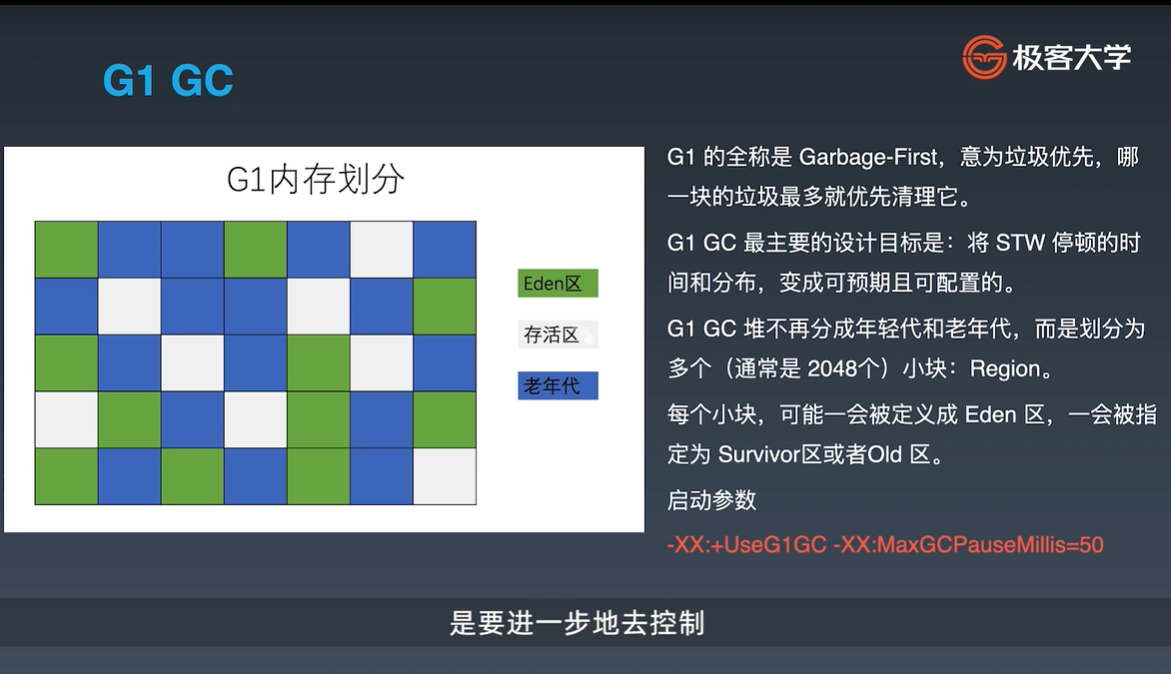 极客大学
G1 GC
G1内存划分
Eden区
存活区
老年代
G1 的全称是 Garbage-First，意为垃圾优先，哪
一块的垃圾最多就优先清理它。
G1 GC 最主要的设计目标是：将 STW 停顿的时
间和分布，变成可预期且可配置的。
G1 GC 堆不再分成年轻代和老年代，而是划分为
多个（通常是 2048个）小块：Region。
每个小块，可能一会被定义成 Eden 区，一会被指
定为 Survivor区或者Old 区。
启动参数
-XX:+UseG1GC -XX:MaxGCPauseMillis=50
是要进一步地去控制